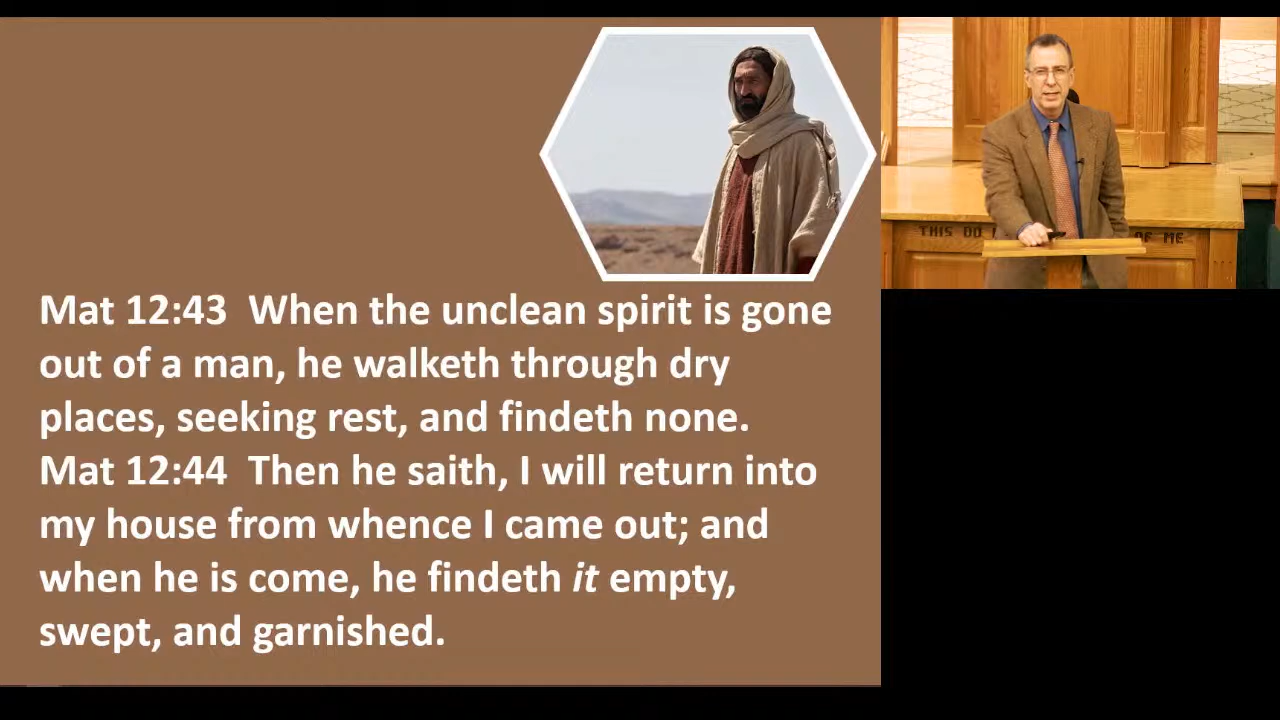 Mat 12:43  When the unclean spirit is gone
out of a man, he walketh through dry
places, seeking rest, and findeth none.
Mat 12:44  Then he saith, I will return into
my house from whence I came out; and
when he is come, he findeth it empty,
swept, and garnished.
THIS DO OF ME